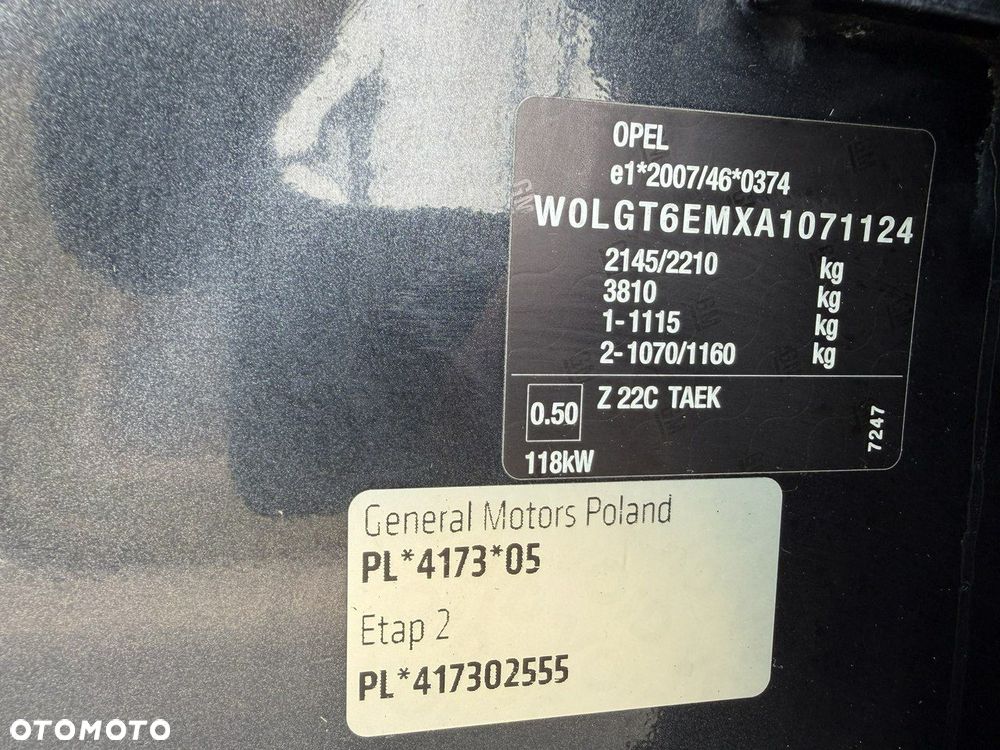 OPEL
e1*2007/46*0374
W0LGT6EMXA1071124
2145/2210 kg
3810 kg
1-1115 kg
2-1070/1160 kg
0.50 Z 22C TAEK
118kW
7247
General Motors Poland
PL*4173*05
Etap 2
PL*417302555
OTOMOTO